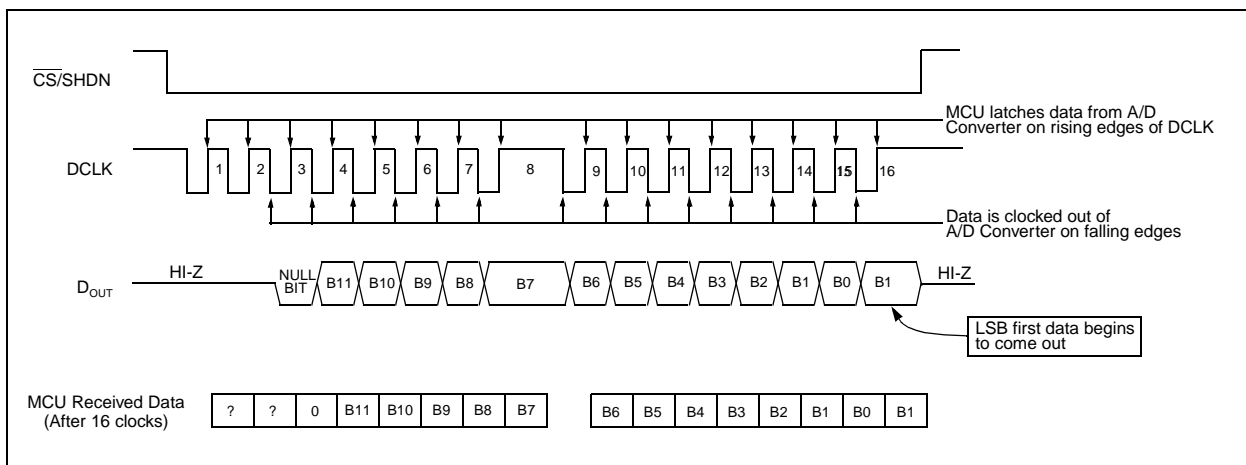 CS/SHDN
MCU latches data from A/D
Converter on rising edges of DCLK
DCLK
1 2 3 4 5 6 7 8 9 10 11 12 13 14 15 16
Data is clocked out of
A/D Converter on falling edges
HI-Z
NULL
BIT
B11 B10 B9 B8 B7 B6 B5 B4 B3 B2 B1 B0 B1
HI-Z
DOUT
LSB first data begins
to come out
MCU Received Data
(After 16 clocks)
? ? 0 B11 B10 B9 B8 B7 B6 B5 B4 B3 B2 B1 B0 B1